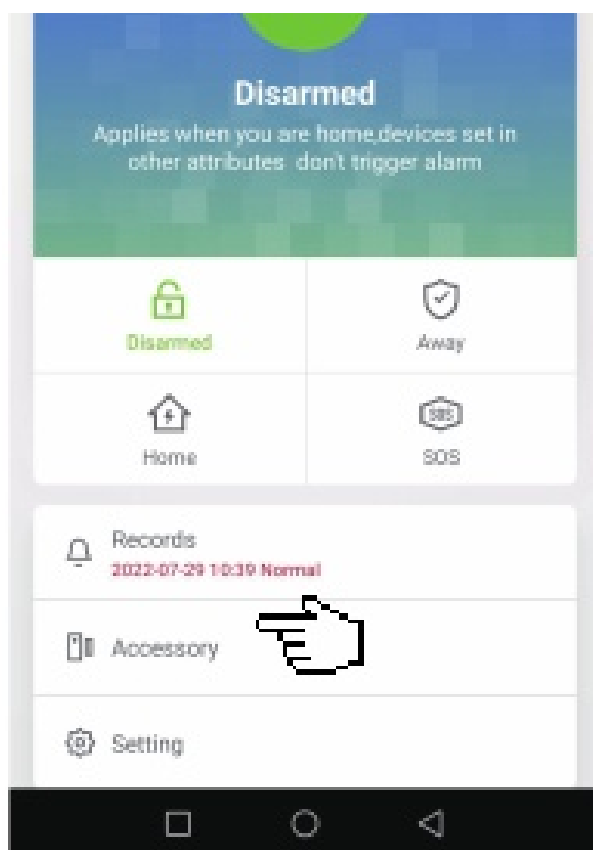 Disarmed
Applies when you are home,devices set in
other attributes don't trigger alarm
Disarmed
Away
Home
SOS
SOS
Records
2022-07-29 10:39 Normal
Accessory
Setting